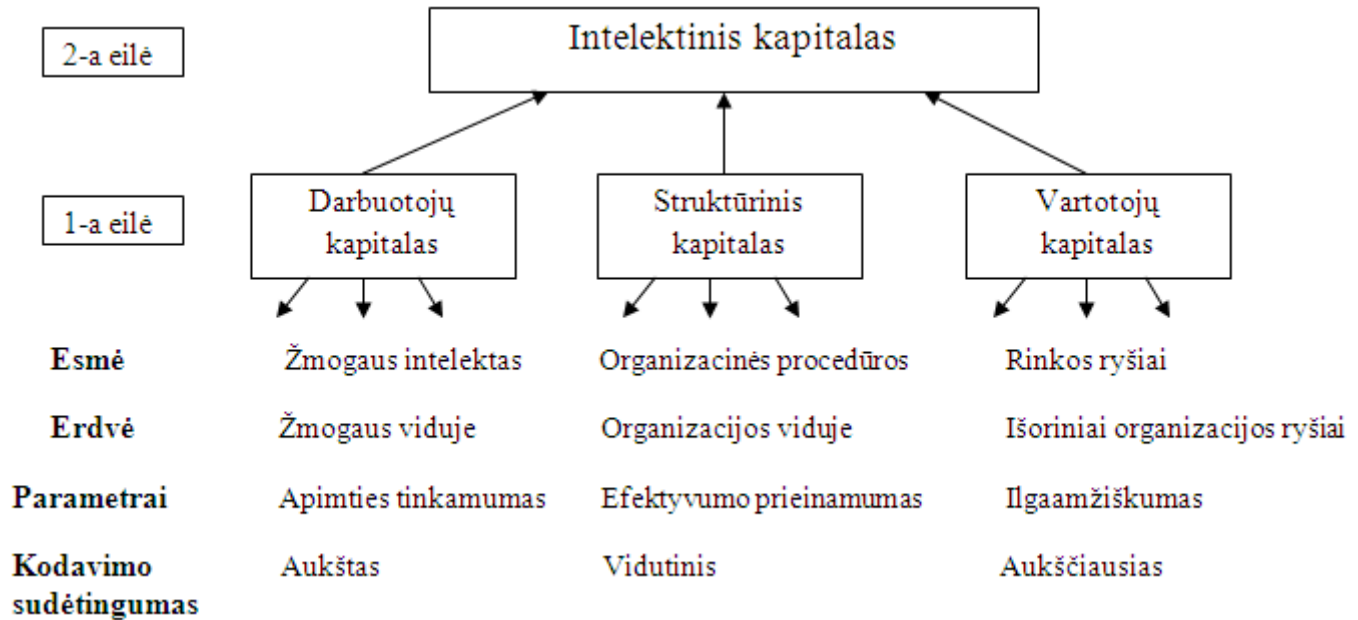 2-a eilė
Intelektinis kapitalas
1-a eilė
Darbuotojų
kapitalas
Struktūrinis
kapitalas
Vartotojų
kapitalas
Esmė Žmogaus intelektas Organizacinės procedūros Rinkos ryšiai
Erdvė Žmogaus viduje Organizacijos viduje Išoriniai organizacijos ryšiai
Parametrai Apimties tinkamumas Efektyvumo prieinamumas Ilgaamžiškumas
Kodavimo Aukštas Vidutinis Aukščiausias
sudėtingumas